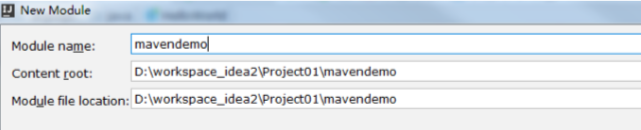 New Module
Module name: mavendemo
Content root: D:\workspace_idea2\Project01\mavendemo
Module file location: D:\workspace_idea2\Project01\mavendemo